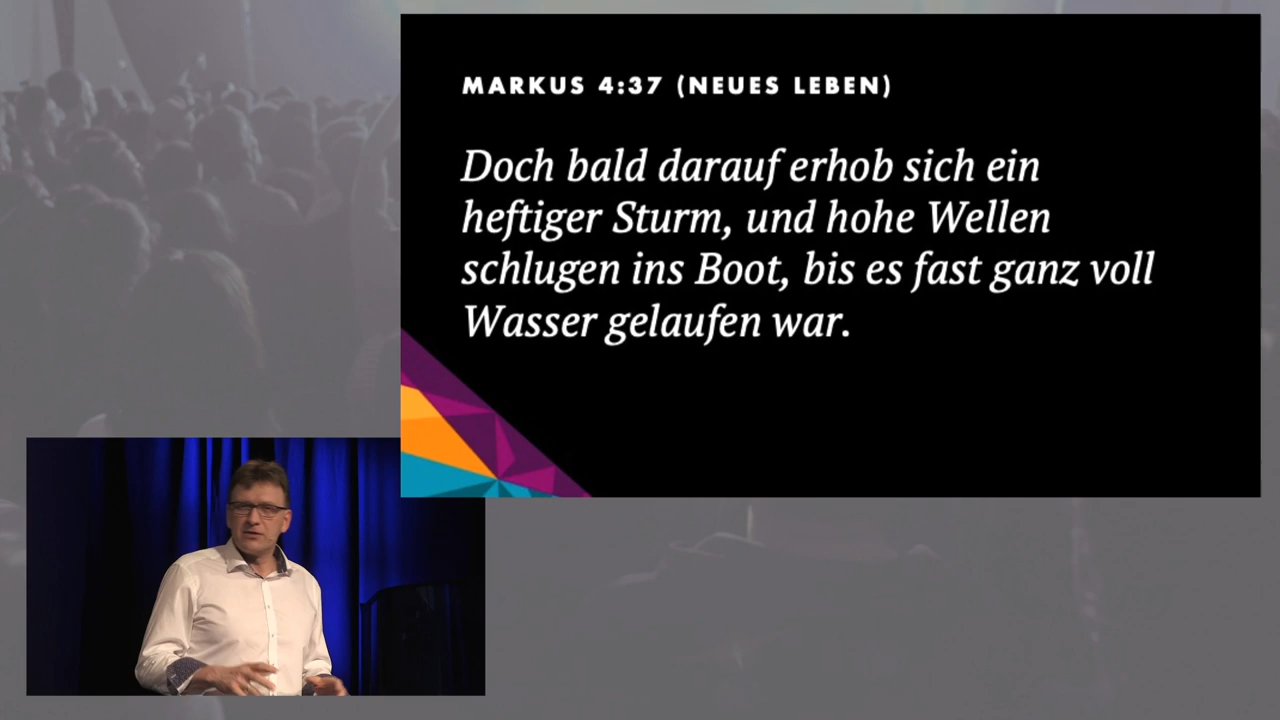 MARKUS 4:37 (NEUES LEBEN)
Doch bald darauf erhob sich ein
heftiger Sturm, und hohe Wellen
schlugen ins Boot, bis es fast ganz voll
Wasser gelaufen war.